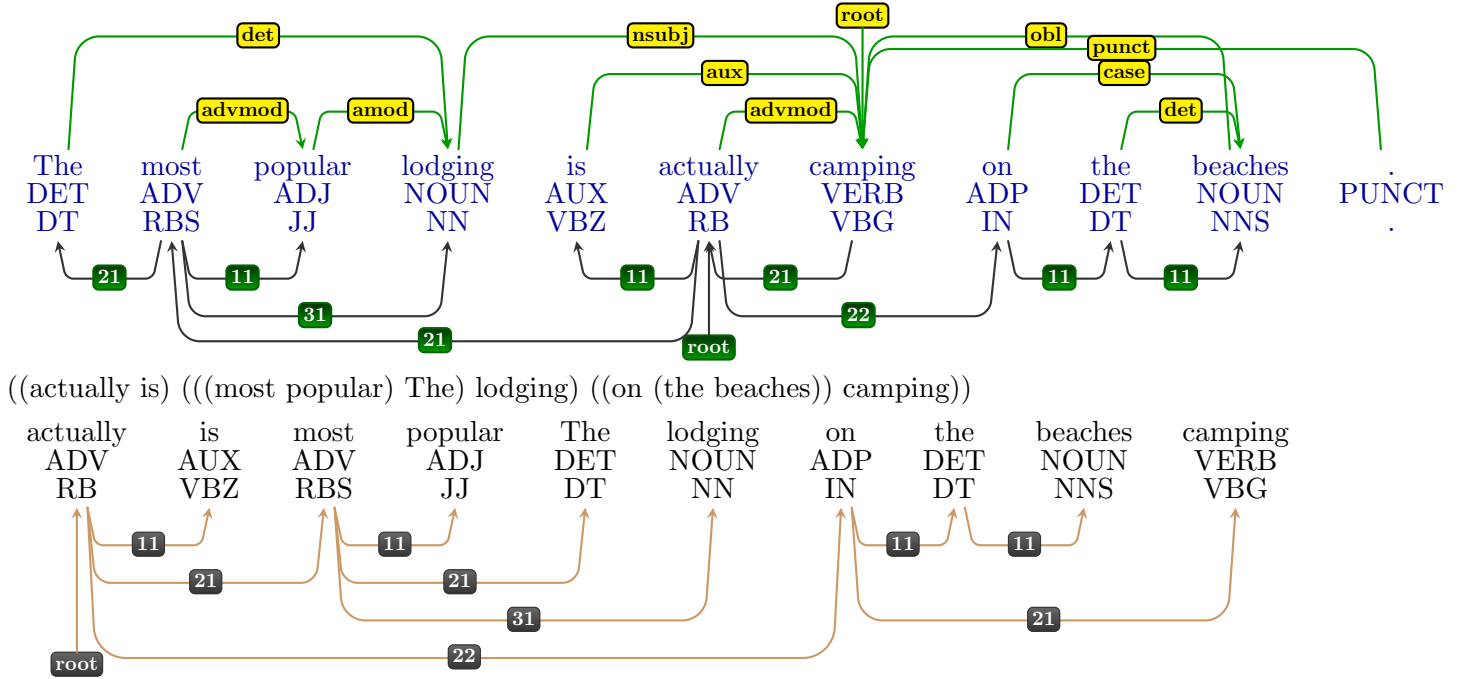 root
det nsubj obl
punct
aux case
advmod amod advmod det
The most popular lodging is actually camping on the beaches .
DET ADV ADJ NOUN AUX ADV VERB ADP DET NOUN PUNCT
DT RBS JJ NN VBZ RB VBG IN DT NNS .
21 11 11 21 11 11
31 22
21 root
((actually is) (((most popular) The) lodging) ((on (the beaches)) camping))
actually is most popular The lodging on the beaches camping
ADV AUX ADV ADJ DET NOUN ADP DET NOUN VERB
RB VBZ RBS JJ DT NN IN DT NNS VBG
11 11 11 11
21 21
31 21
root 22